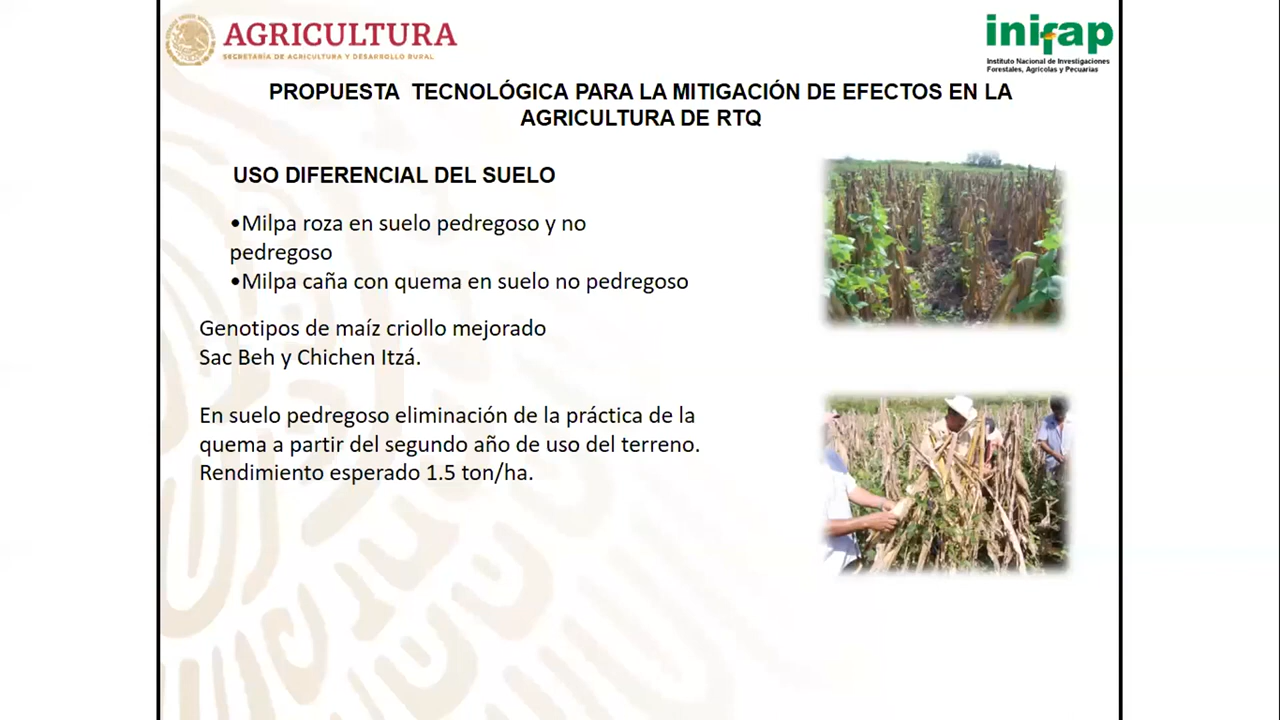 AGRICULTURA
SECRETARÍA DE AGRICULTURA Y DESARROLLO RURAL
inifap
Instituto Nacional de Investigaciones
Forestales, Agrícolas y Pecuarias
PROPUESTA TECNOLÓGICA PARA LA MITIGACIÓN DE EFECTOS EN LA
AGRICULTURA DE RTQ
USO DIFERENCIAL DEL SUELO
•Milpa roza en suelo pedregoso y no
pedregoso
•Milpa caña con quema en suelo no pedregoso
Genotipos de maíz criollo mejorado
Sac Beh y Chichen Itzá.
En suelo pedregoso eliminación de la práctica de la
quema a partir del segundo año de uso del terreno.
Rendimiento esperado 1.5 ton/ha.